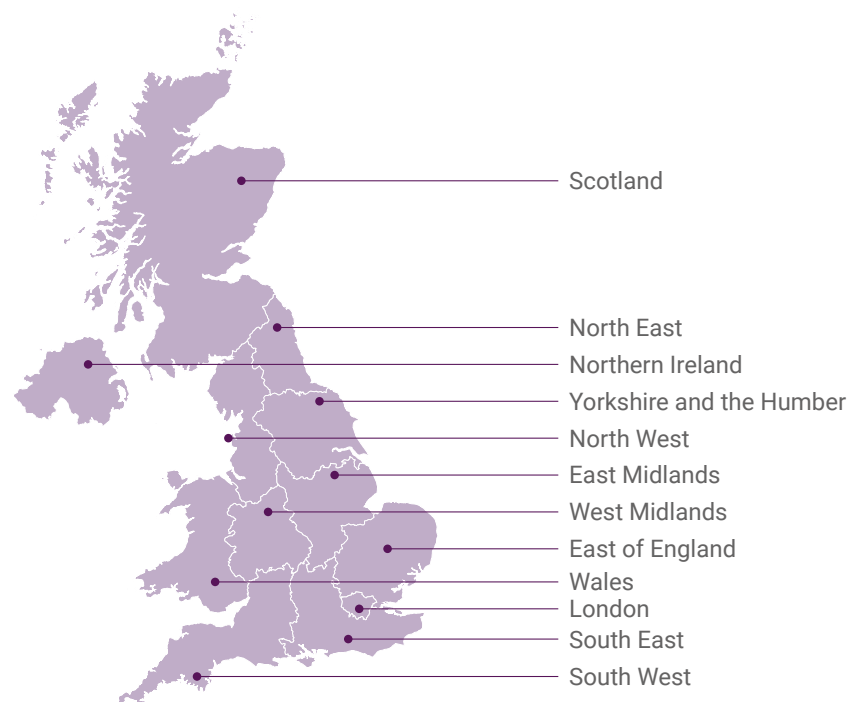 Scotland
North East
Northern Ireland
Yorkshire and the Humber
North West
East Midlands
West Midlands
East of England
Wales
London
South East
South West